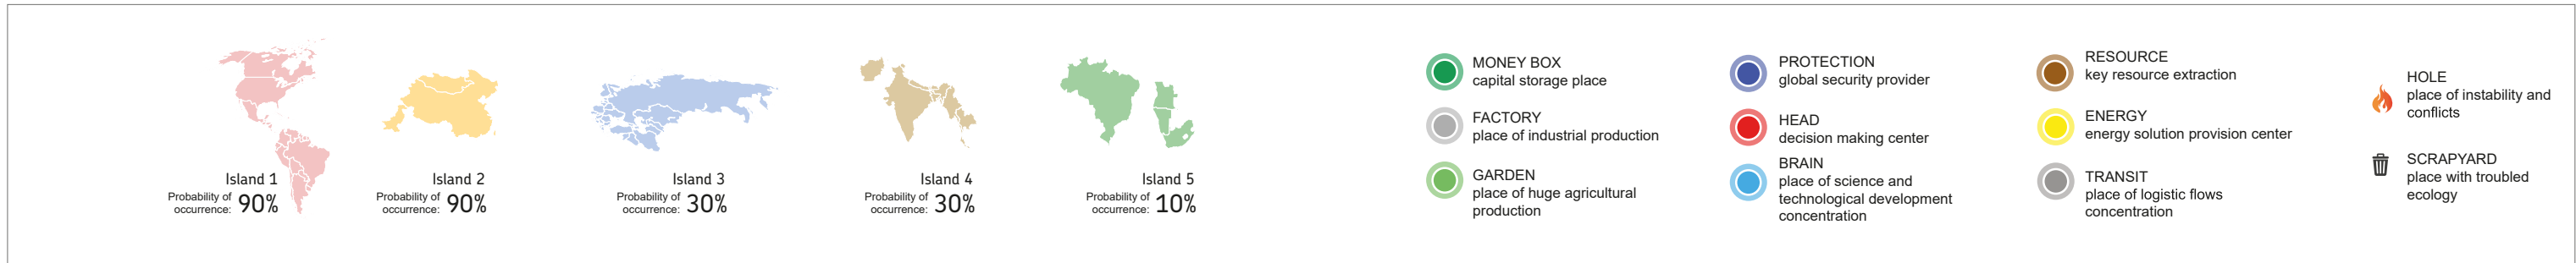 Island 1
Probability of
occurrence: 90%
Island 2
Probability of
occurrence: 90%
Island 3
Probability of
occurrence: 30%
Island 4
Probability of
occurrence: 30%
Island 5
Probability of
occurrence: 10%
MONEY BOX
capital storage place
FACTORY
place of industrial production
GARDEN
place of huge agricultural
production
PROTECTION
global security provider
HEAD
decision making center
BRAIN
place of science and
technological development
concentration
RESOURCE
key resource extraction
ENERGY
energy solution provision center
TRANSIT
place of logistic flows
concentration
HOLE
place of instability and
conflicts
SCRAPYARD
place with troubled
ecology